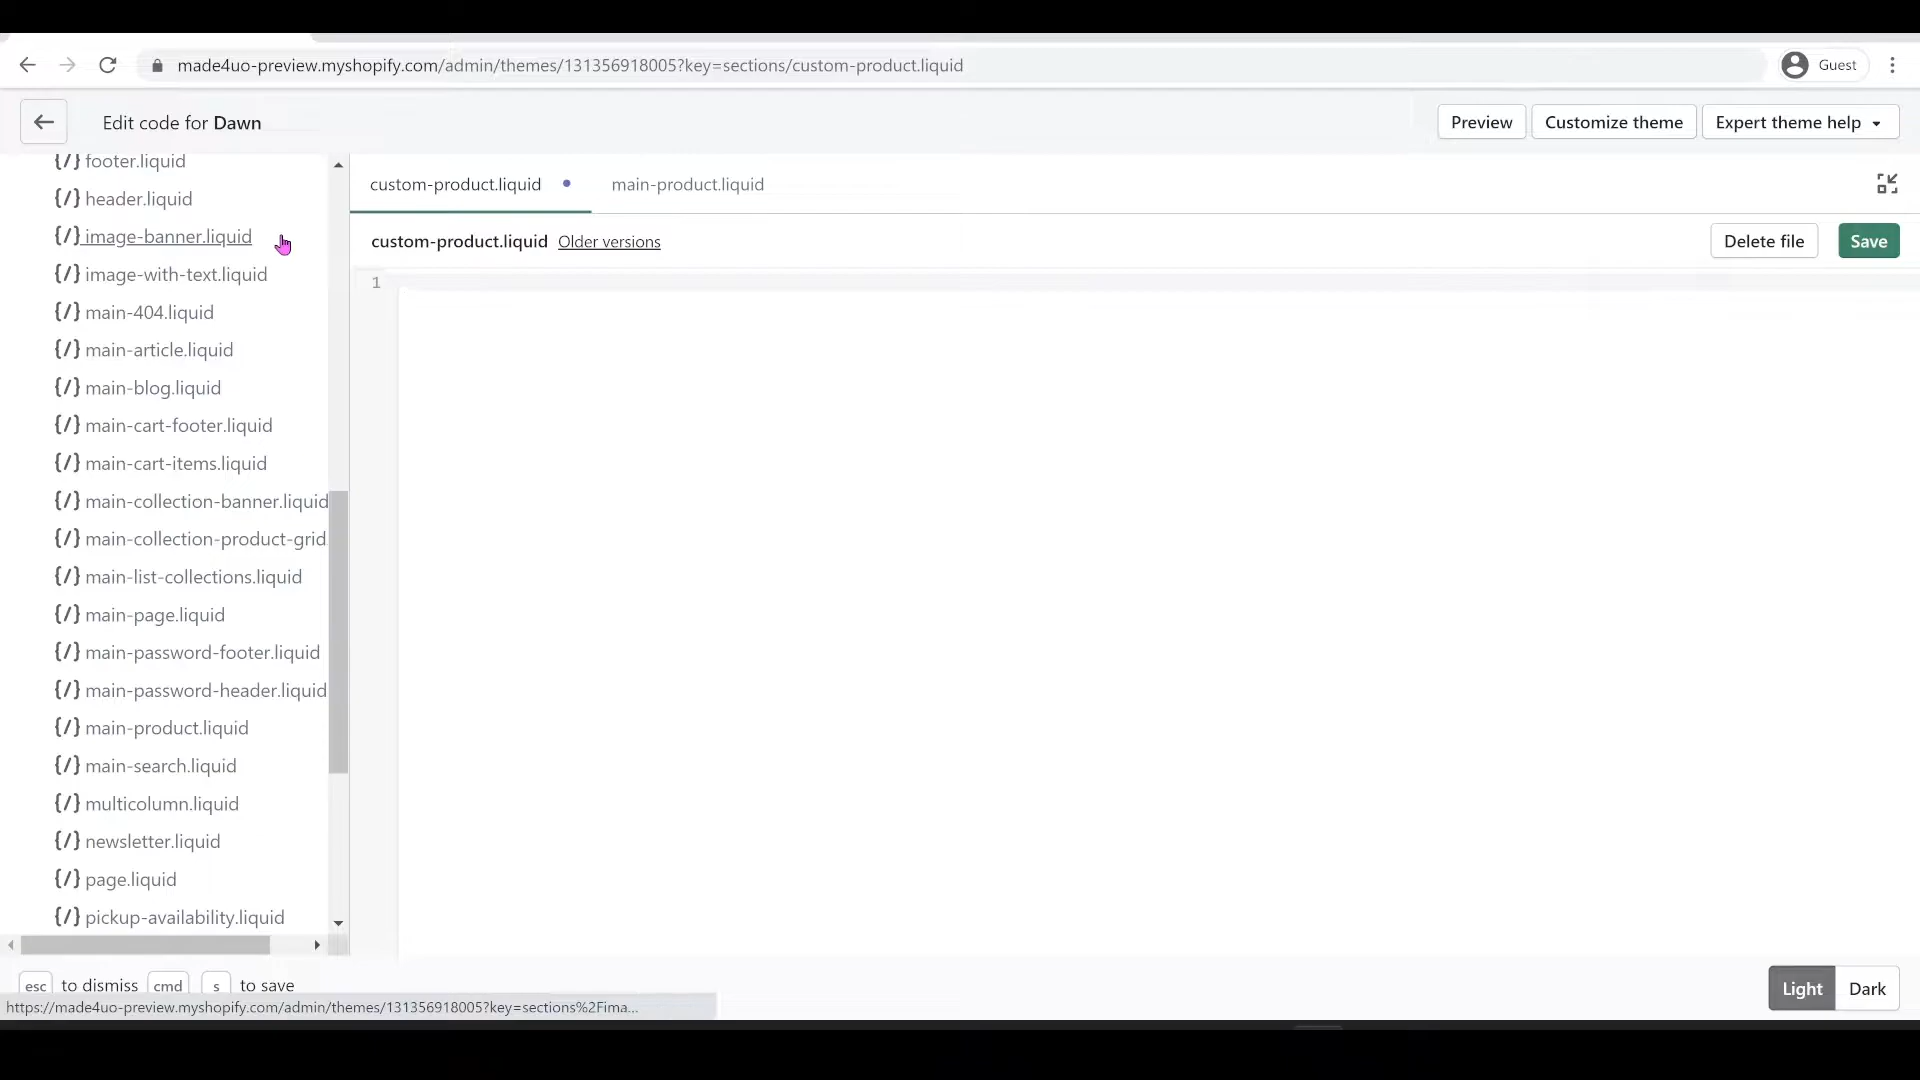 made4uo-preview.myshopify.com/admin/themes/131356918005?key=sections/custom-product.liquid
Guest
Edit code for Dawn
Preview
Customize theme
Expert theme help
{/} footer.liquid
{/} header.liquid
{/} image-banner.liquid
{/} image-with-text.liquid
{/} main-404.liquid
{/} main-article.liquid
{/} main-blog.liquid
{/} main-cart-footer.liquid
{/} main-cart-items.liquid
{/} main-collection-banner.liquid
{/} main-collection-product-grid.
{/} main-list-collections.liquid
{/} main-page.liquid
{/} main-password-footer.liquid
{/} main-password-header.liquid
{/} main-product.liquid
{/} main-search.liquid
{/} multicolumn.liquid
{/} newsletter.liquid
{/} page.liquid
{/} pickup-availability.liquid
custom-product.liquid
main-product.liquid
custom-product.liquid Older versions
Delete file
Save
1
esc to dismiss cmd s to save
Light
Dark
https://made4uo-preview.myshopify.com/admin/themes/131356918005?key=sections%2Fima...